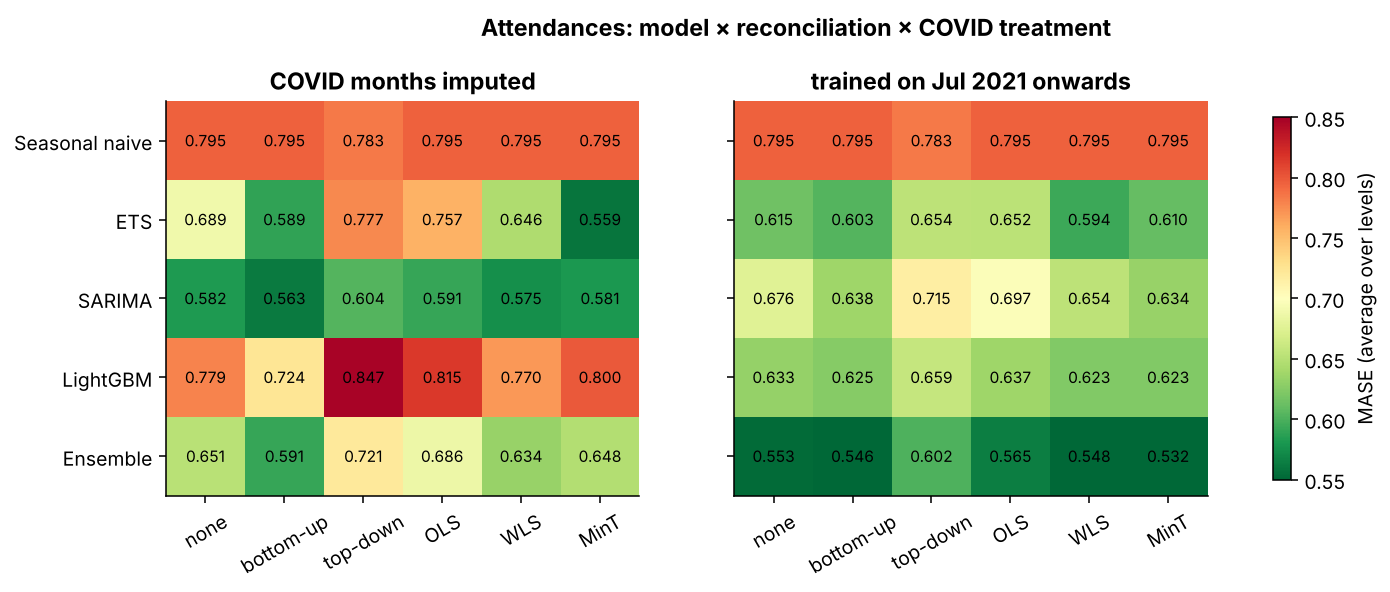 Attendances: model × reconciliation × COVID treatment
COVID months imputed
trained on Jul 2021 onwards
Seasonal naive 0.795 0.795 0.783 0.795 0.795 0.795 0.795 0.795 0.783 0.795 0.795 0.795
ETS 0.689 0.589 0.777 0.757 0.646 0.559 0.615 0.603 0.654 0.652 0.594 0.610
SARIMA 0.582 0.563 0.604 0.591 0.575 0.581 0.676 0.638 0.715 0.697 0.654 0.634
LightGBM 0.779 0.724 0.847 0.815 0.770 0.800 0.633 0.625 0.659 0.637 0.623 0.623
Ensemble 0.651 0.591 0.721 0.686 0.634 0.648 0.553 0.546 0.602 0.565 0.548 0.532
none bottom-up top-down OLS WLS MinT none bottom-up top-down OLS WLS MinT
0.85
0.80
0.75
0.70
0.65
0.60
0.55
MASE (average over levels)